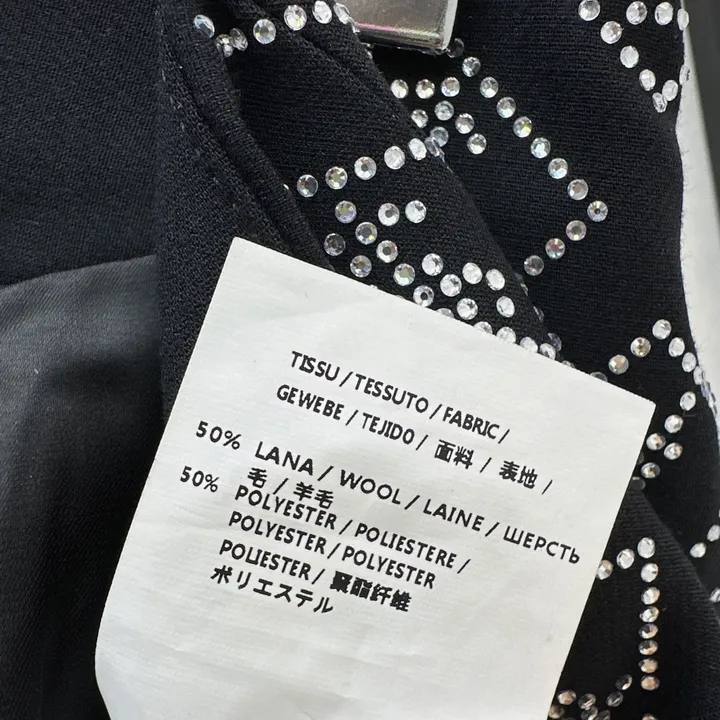 TISSU / TESSUTO / FABRIC /
GEWEBE / TEJIDO / 面料 / 表地 /
50% LANA / WOOL / LAINE / ШЕРСТЬ
毛 / 羊毛
50% POLYESTER / POLIESTERE /
POLYESTER / POLYESTER
POLIESTER / 聚酯纤维
ポリエステル